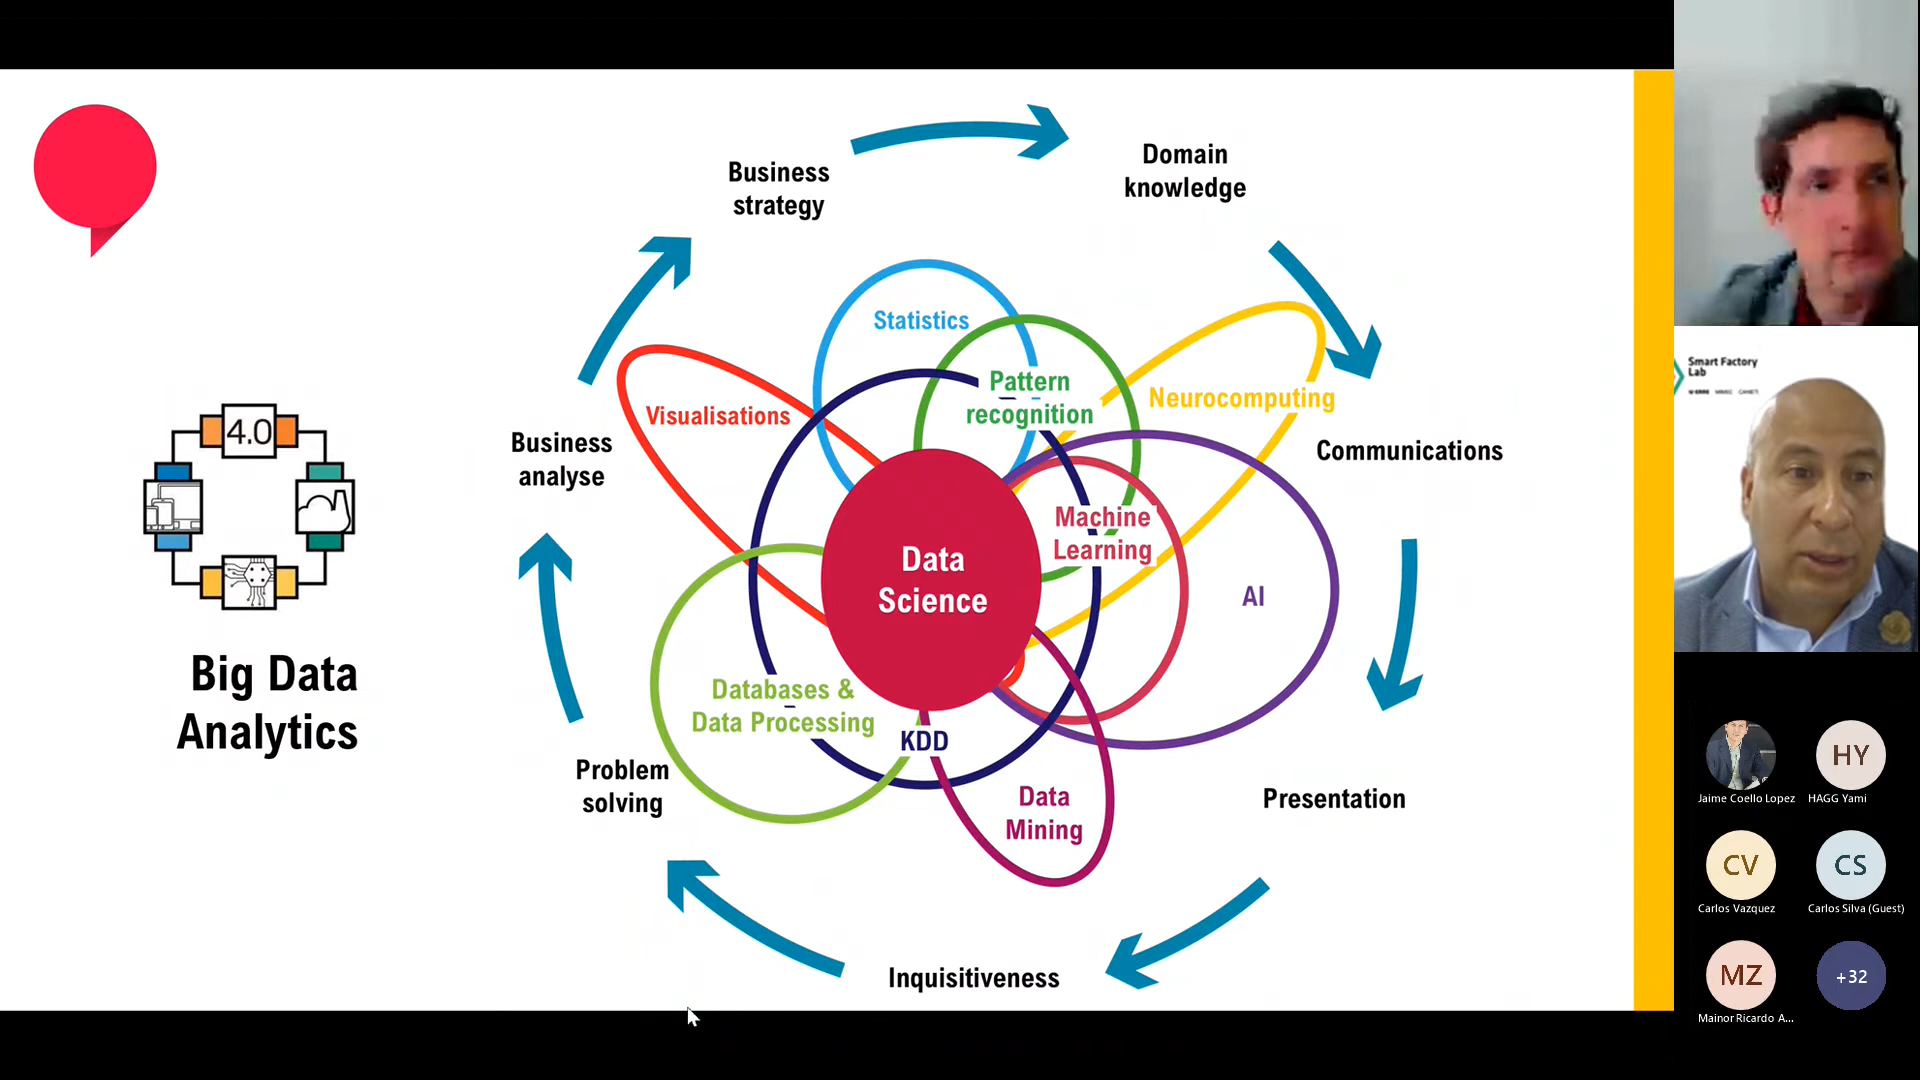 4.0
Big Data
Analytics
Business
strategy
Domain
knowledge
Communications
Presentation
Inquisitiveness
Problem
solving
Business
analyse
Statistics
Pattern
recognition
Neurocomputing
Visualisations
Machine
Learning
AI
Data
Science
Databases &
Data Processing
KDD
Data
Mining
Smart Factory
Lab
Jaime Coello Lopez
HY
HAGG Yami
CV
Carlos Vazquez
CS
Carlos Silva (Guest)
MZ
Mainor Ricardo A...
+32